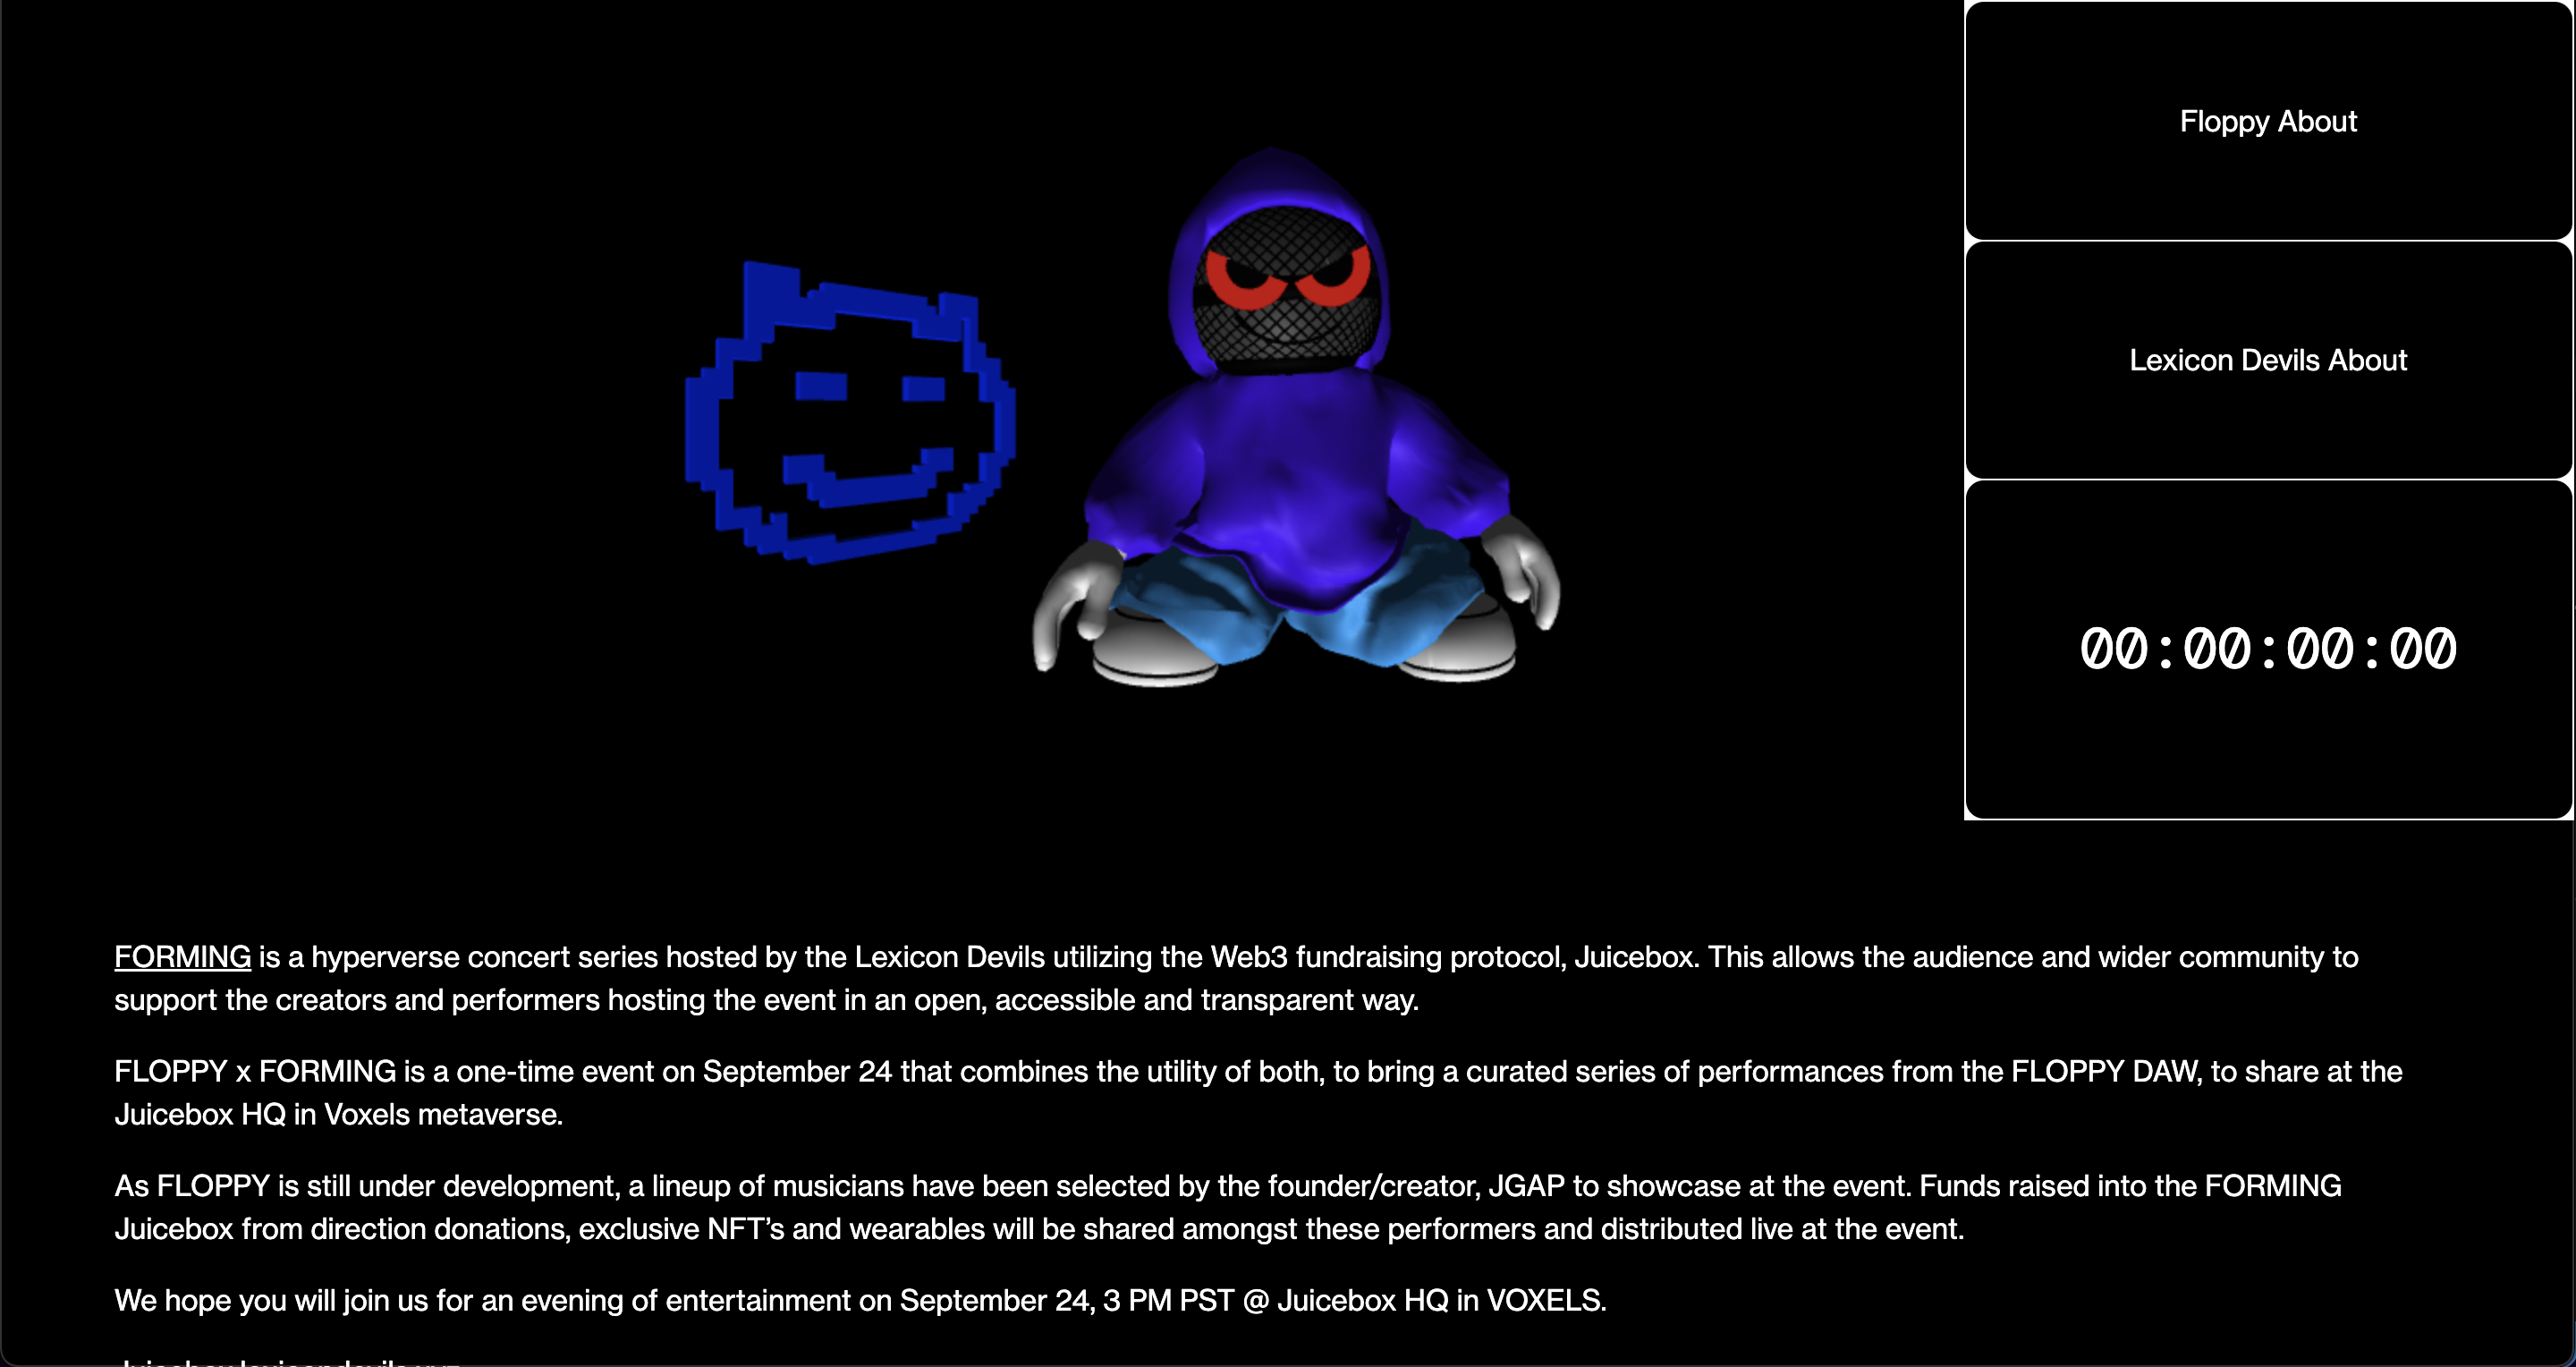 Floppy About
Lexicon Devils About
00:00:00:00
FORMING is a hyperverse concert series hosted by the Lexicon Devils utilizing the Web3 fundraising protocol, Juicebox. This allows the audience and wider community to
support the creators and performers hosting the event in an open, accessible and transparent way.
FLOPPY x FORMING is a one-time event on September 24 that combines the utility of both, to bring a curated series of performances from the FLOPPY DAW, to share at the
Juicebox HQ in Voxels metaverse.
As FLOPPY is still under development, a lineup of musicians have been selected by the founder/creator, JGAP to showcase at the event. Funds raised into the FORMING
Juicebox from direction donations, exclusive NFT’s and wearables will be shared amongst these performers and distributed live at the event.
We hope you will join us for an evening of entertainment on September 24, 3 PM PST @ Juicebox HQ in VOXELS.